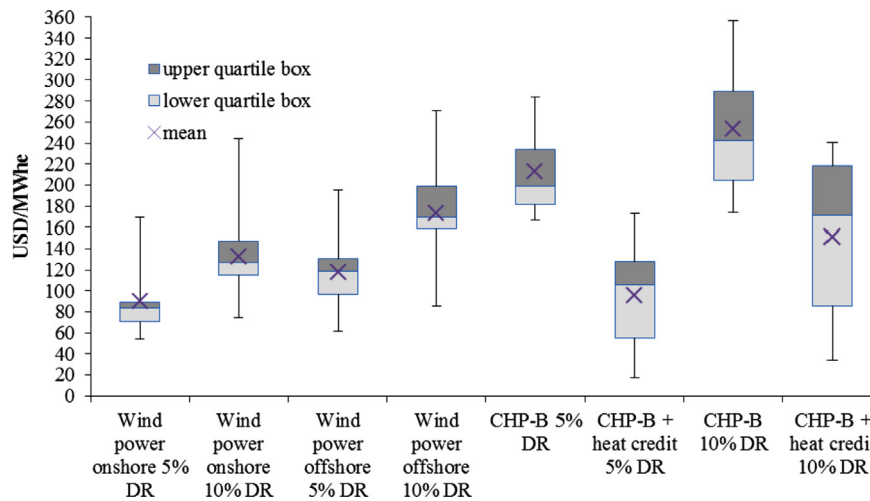 360
340
320
300
280
260
240
220
200
180
160
140
120
100
80
60
40
20
0
USD/MWhe
upper quartile box
lower quartile box
mean
Wind
power
onshore 5%
DR
Wind
power
onshore
10% DR
Wind
power
offshore
5% DR
Wind
power
offshore
10% DR
CHP-B 5%
DR
CHP-B +
heat credit
5% DR
CHP-B
10% DR
CHP-B +
heat credit
10% DR